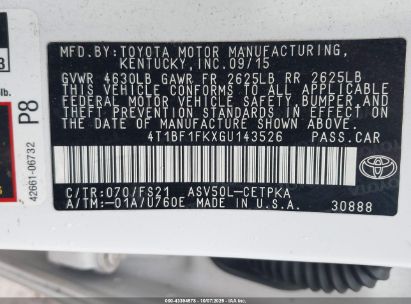 MFD.BY:TOYOTA MOTOR MANUFACTURING,
KENTUCKY,INC.09/15
GVWR 4630LB GAWR FR 2625LB RR 2625LB
THIS VEHICLE CONFORMS TO ALL APPLICABLE
FEDERAL MOTOR VEHICLE SAFETY, BUMPER, AND
THEFT PREVENTION STANDARDS IN EFFECT ON
THE DATE OF MANUFACTURE SHOWN ABOVE.
4T1BF1FKXGU143526 PASS.CAR
C/TR:070/FS21 ASV50L-CETPKA
A/TM:-01A/U760E MADE IN U.S.A. 30888
TOYOTA
lb.
P8
42661-06732